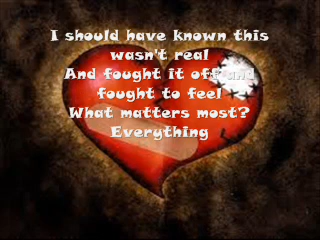 I should have known this
wasn't real
And fought it off and
fought to feel
What matters most?
Everything